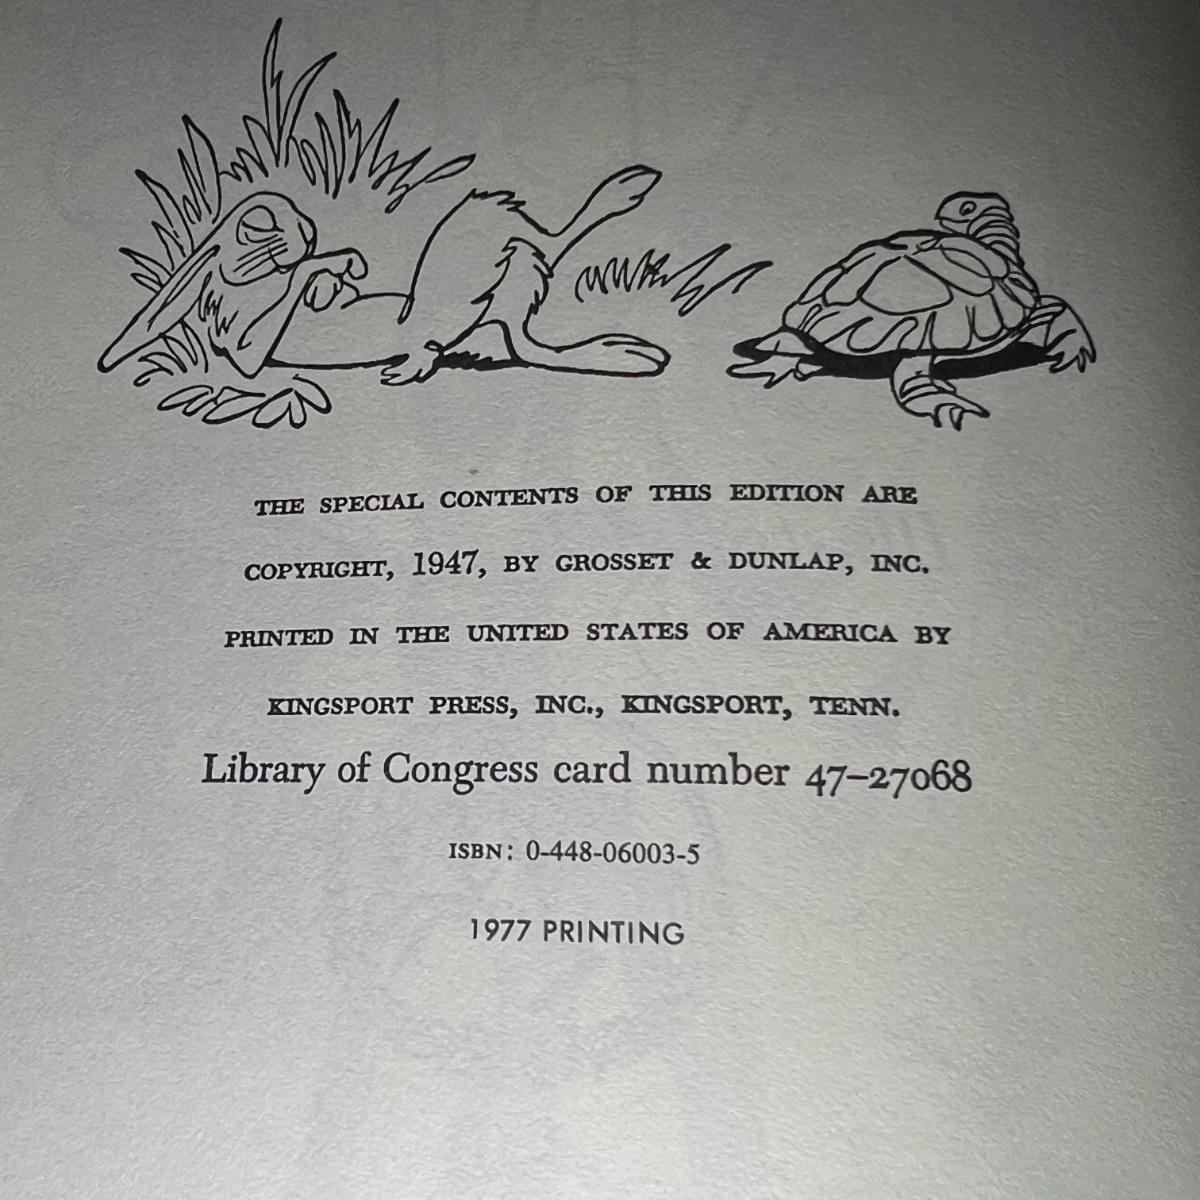 THE SPECIAL CONTENTS OF THIS EDITION ARE
COPYRIGHT, 1947, BY GROSSET & DUNLAP, INC.
PRINTED IN THE UNITED STATES OF AMERICA BY
KINGSPORT PRESS, INC., KINGSPORT, TENN.
Library of Congress card number 47–27068
ISBN: 0-448-06003-5
1977 PRINTING